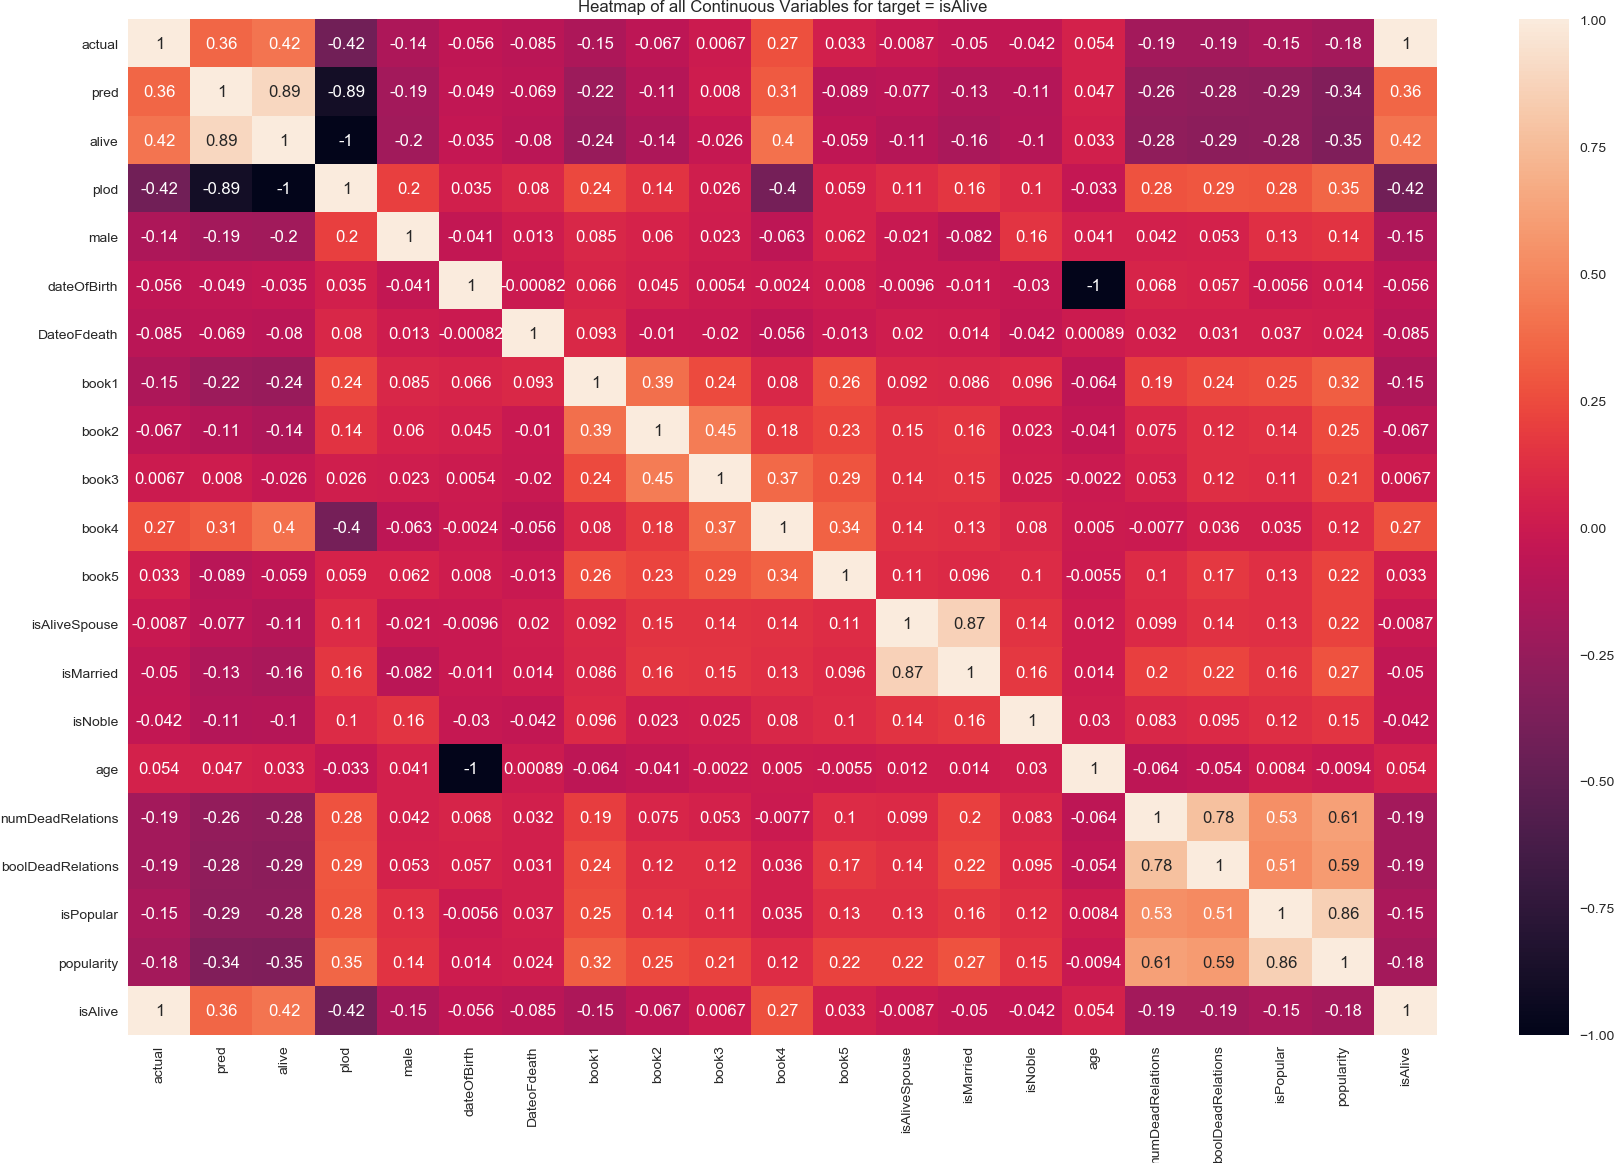 Heatmap of all Continuous Variables for target = isAlive
actual 1 0.36 0.42 -0.42 -0.14 -0.056 -0.085 -0.15 -0.067 0.0067 0.27 0.033 -0.0087 -0.05 -0.042 0.054 -0.19 -0.19 -0.15 -0.18 1
pred 0.36 1 0.89 -0.89 -0.19 -0.049 -0.069 -0.22 -0.11 0.008 0.31 -0.089 -0.077 -0.13 -0.11 0.047 -0.26 -0.28 -0.29 -0.34 0.36
alive 0.42 0.89 1 -1 -0.2 -0.035 -0.08 -0.24 -0.14 -0.026 0.4 -0.059 -0.11 -0.16 -0.1 0.033 -0.28 -0.29 -0.28 -0.35 0.42
plod -0.42 -0.89 -1 1 0.2 0.035 0.08 0.24 0.14 0.026 -0.4 0.059 0.11 0.16 0.1 -0.033 0.28 0.29 0.28 0.35 -0.42
male -0.14 -0.19 -0.2 0.2 1 -0.041 0.013 0.085 0.06 0.023 -0.063 0.062 -0.021 -0.082 0.16 0.041 0.042 0.053 0.13 0.14 -0.15
dateOfBirth -0.056 -0.049 -0.035 0.035 -0.041 1 -0.00082 0.066 0.045 0.0054 -0.0024 0.008 -0.0096 -0.011 -0.03 -1 0.068 0.057 -0.0056 0.014 -0.056
DateoFdeath -0.085 -0.069 -0.08 0.08 0.013 -0.00082 1 0.093 -0.01 -0.02 -0.056 -0.013 0.02 0.014 -0.042 0.00089 0.032 0.031 0.037 0.024 -0.085
book1 -0.15 -0.22 -0.24 0.24 0.085 0.066 0.093 1 0.39 0.24 0.08 0.26 0.092 0.086 0.096 -0.064 0.19 0.24 0.25 0.32 -0.15
book2 -0.067 -0.11 -0.14 0.14 0.06 0.045 -0.01 0.39 1 0.45 0.18 0.23 0.15 0.16 0.023 -0.041 0.075 0.12 0.14 0.25 -0.067
book3 0.0067 0.008 -0.026 0.026 0.023 0.0054 -0.02 0.24 0.45 1 0.37 0.29 0.14 0.15 0.025 -0.0022 0.053 0.12 0.11 0.21 0.0067
book4 0.27 0.31 0.4 -0.4 -0.063 -0.0024 -0.056 0.08 0.18 0.37 1 0.34 0.14 0.13 0.08 0.005 -0.0077 0.036 0.035 0.12 0.27
book5 0.033 -0.089 -0.059 0.059 0.062 0.008 -0.013 0.26 0.23 0.29 0.34 1 0.11 0.096 0.1 -0.0055 0.1 0.17 0.13 0.22 0.033
isAliveSpouse -0.0087 -0.077 -0.11 0.11 -0.021 -0.0096 0.02 0.092 0.15 0.14 0.14 0.11 1 0.87 0.14 0.012 0.099 0.14 0.13 0.22 -0.0087
isMarried -0.05 -0.13 -0.16 0.16 -0.082 -0.011 0.014 0.086 0.16 0.15 0.13 0.096 0.87 1 0.16 0.014 0.2 0.22 0.16 0.27 -0.05
isNoble -0.042 -0.11 -0.1 0.1 0.16 -0.03 -0.042 0.096 0.023 0.025 0.08 0.1 0.14 0.16 1 0.03 0.083 0.095 0.12 0.15 -0.042
age 0.054 0.047 0.033 -0.033 0.041 -1 0.00089 -0.064 -0.041 -0.0022 0.005 -0.0055 0.012 0.014 0.03 1 -0.064 -0.054 0.0084 -0.0094 0.054
numDeadRelations -0.19 -0.26 -0.28 0.28 0.042 0.068 0.032 0.19 0.075 0.053 -0.0077 0.1 0.099 0.2 0.083 -0.064 1 0.78 0.53 0.61 -0.19
boolDeadRelations -0.19 -0.28 -0.29 0.29 0.053 0.057 0.031 0.24 0.12 0.12 0.036 0.17 0.14 0.22 0.095 -0.054 0.78 1 0.51 0.59 -0.19
isPopular -0.15 -0.29 -0.28 0.28 0.13 -0.0056 0.037 0.25 0.14 0.11 0.035 0.13 0.13 0.16 0.12 0.0084 0.53 0.51 1 0.86 -0.15
popularity -0.18 -0.34 -0.35 0.35 0.14 0.014 0.024 0.32 0.25 0.21 0.12 0.22 0.22 0.27 0.15 -0.0094 0.61 0.59 0.86 1 -0.18
isAlive 1 0.36 0.42 -0.42 -0.15 -0.056 -0.085 -0.15 -0.067 0.0067 0.27 0.033 -0.0087 -0.05 -0.042 0.054 -0.19 -0.19 -0.15 -0.18 1
actual pred alive plod male dateOfBirth DateoFdeath book1 book2 book3 book4 book5 isAliveSpouse isMarried isNoble age numDeadRelations boolDeadRelations isPopular popularity isAlive
1.00
0.75
0.50
0.25
0.00
−0.25
−0.50
−0.75
−1.00